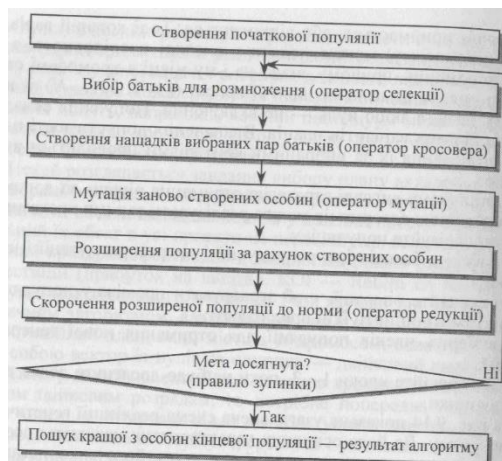 Створення початкової популяції
Вибір батьків для розмноження (оператор селекції)
Створення нащадків вибраних пар батьків (оператор кросовера)
Мутація заново створених особин (оператор мутації)
Розширення популяції за рахунок створених особин
Скорочення розширеної популяції до норми (оператор редукції)
Мета досягнута?
(правило зупинки)
Ні
Так
Пошук кращої з особин кінцевої популяції — результат алгоритму